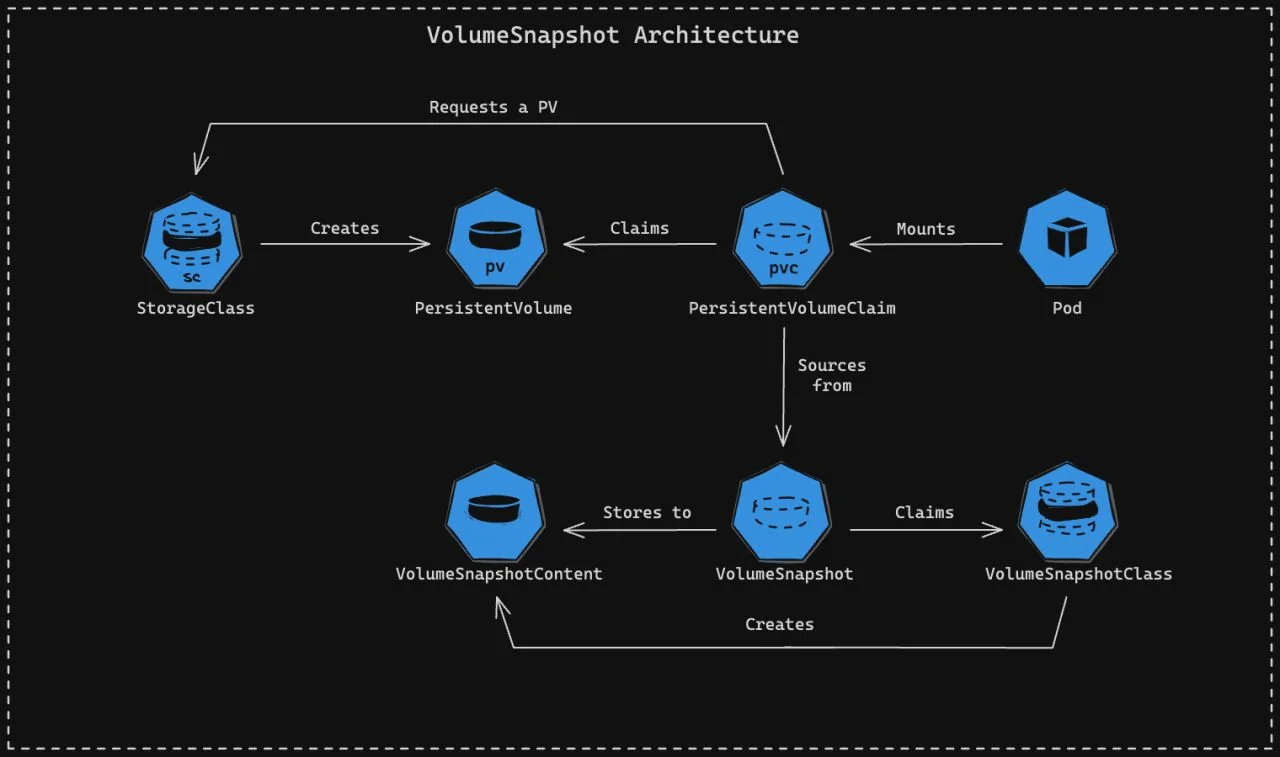 VolumeSnapshot Architecture
Requests a PV
Creates
Claims
Mounts
sc
pv
pvc
StorageClass
PersistentVolume
PersistentVolumeClaim
Pod
Sources
from
Stores to
Claims
VolumeSnapshotContent
VolumeSnapshot
VolumeSnapshotClass
Creates